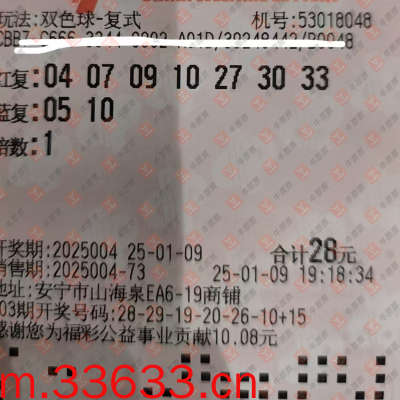 玩法: 双色球-复式 机号:53018048
红复: 04 07 09 10 27 30 33
蓝复: 05 10
倍数: 1
开奖期: 2025004 25-01-09 合计28元
销售期: 2025004-73 25-01-09 19:18:34
地址: 安宁市山海泉EA6-19商铺
03期开奖号码: 28-29-19-20-26-10+15
感谢您为福彩公益事业贡献10.08元
m.33633.cn